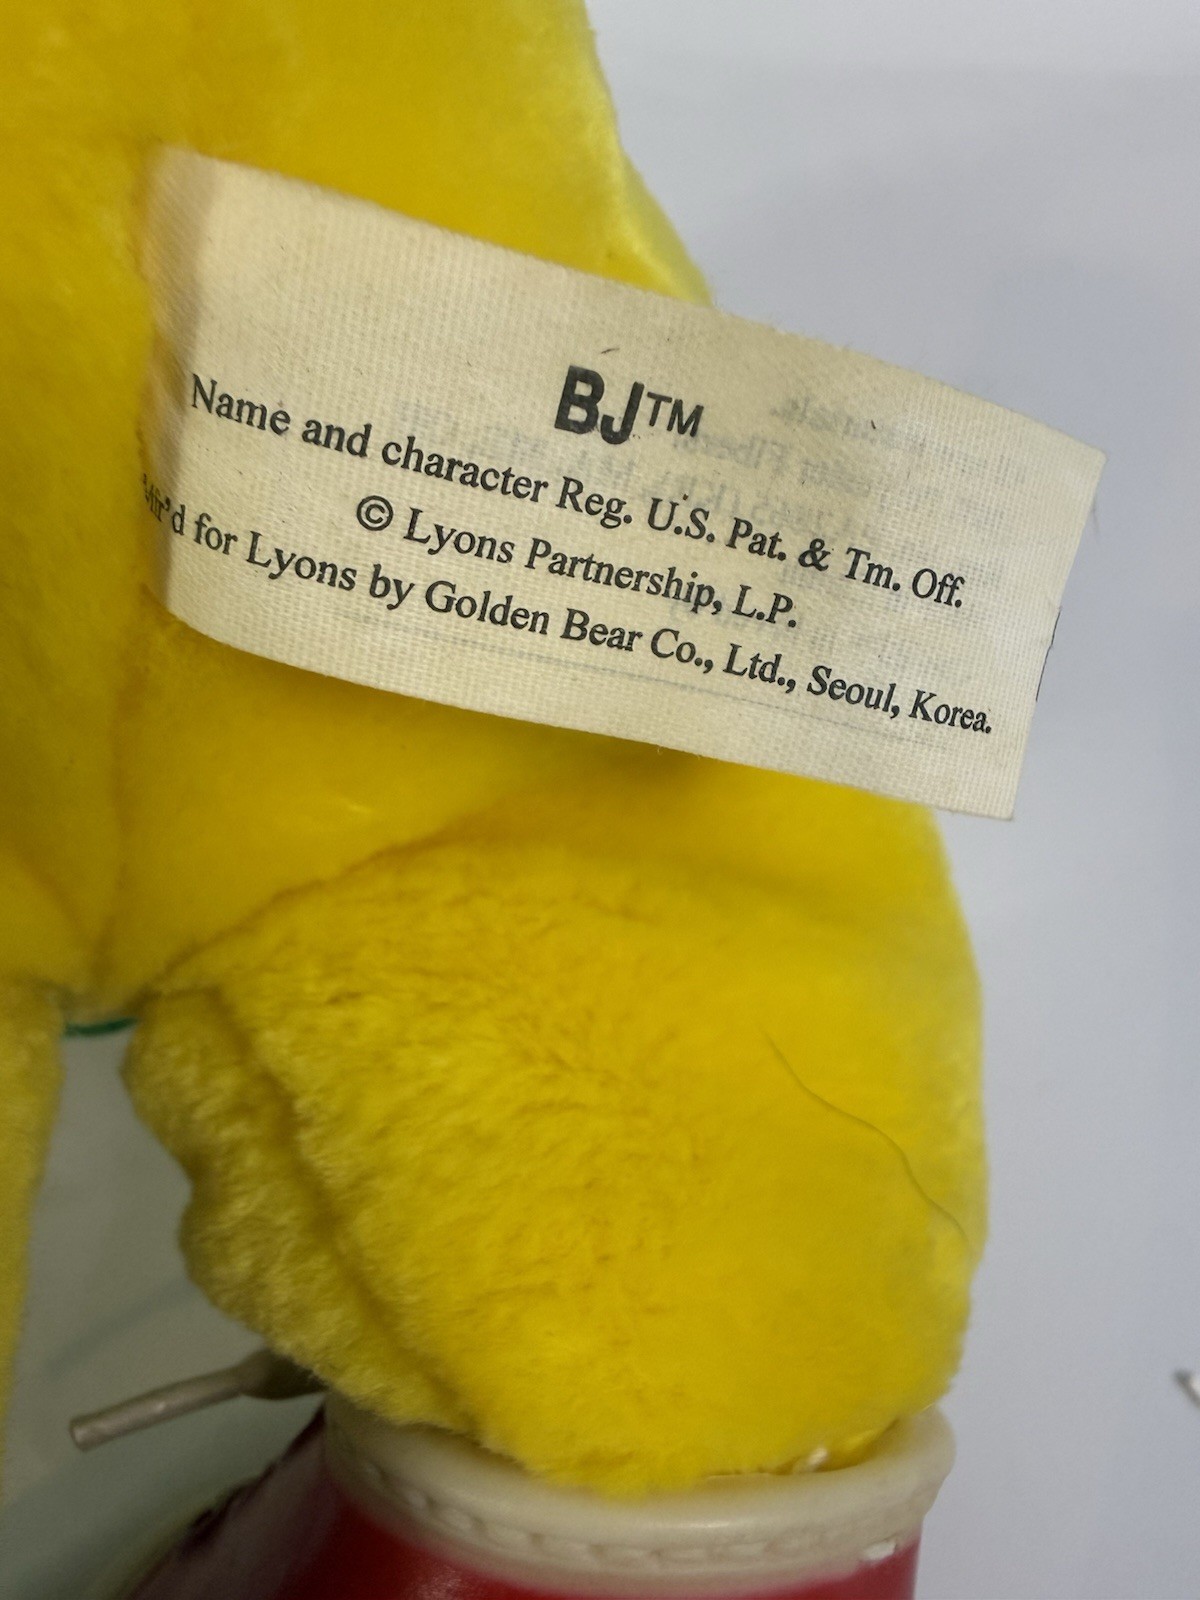 BJ™
Name and character Reg. U.S. Pat. & Tm. Off.
© Lyons Partnership, L.P.
Mfr'd for Lyons by Golden Bear Co., Ltd., Seoul, Korea.